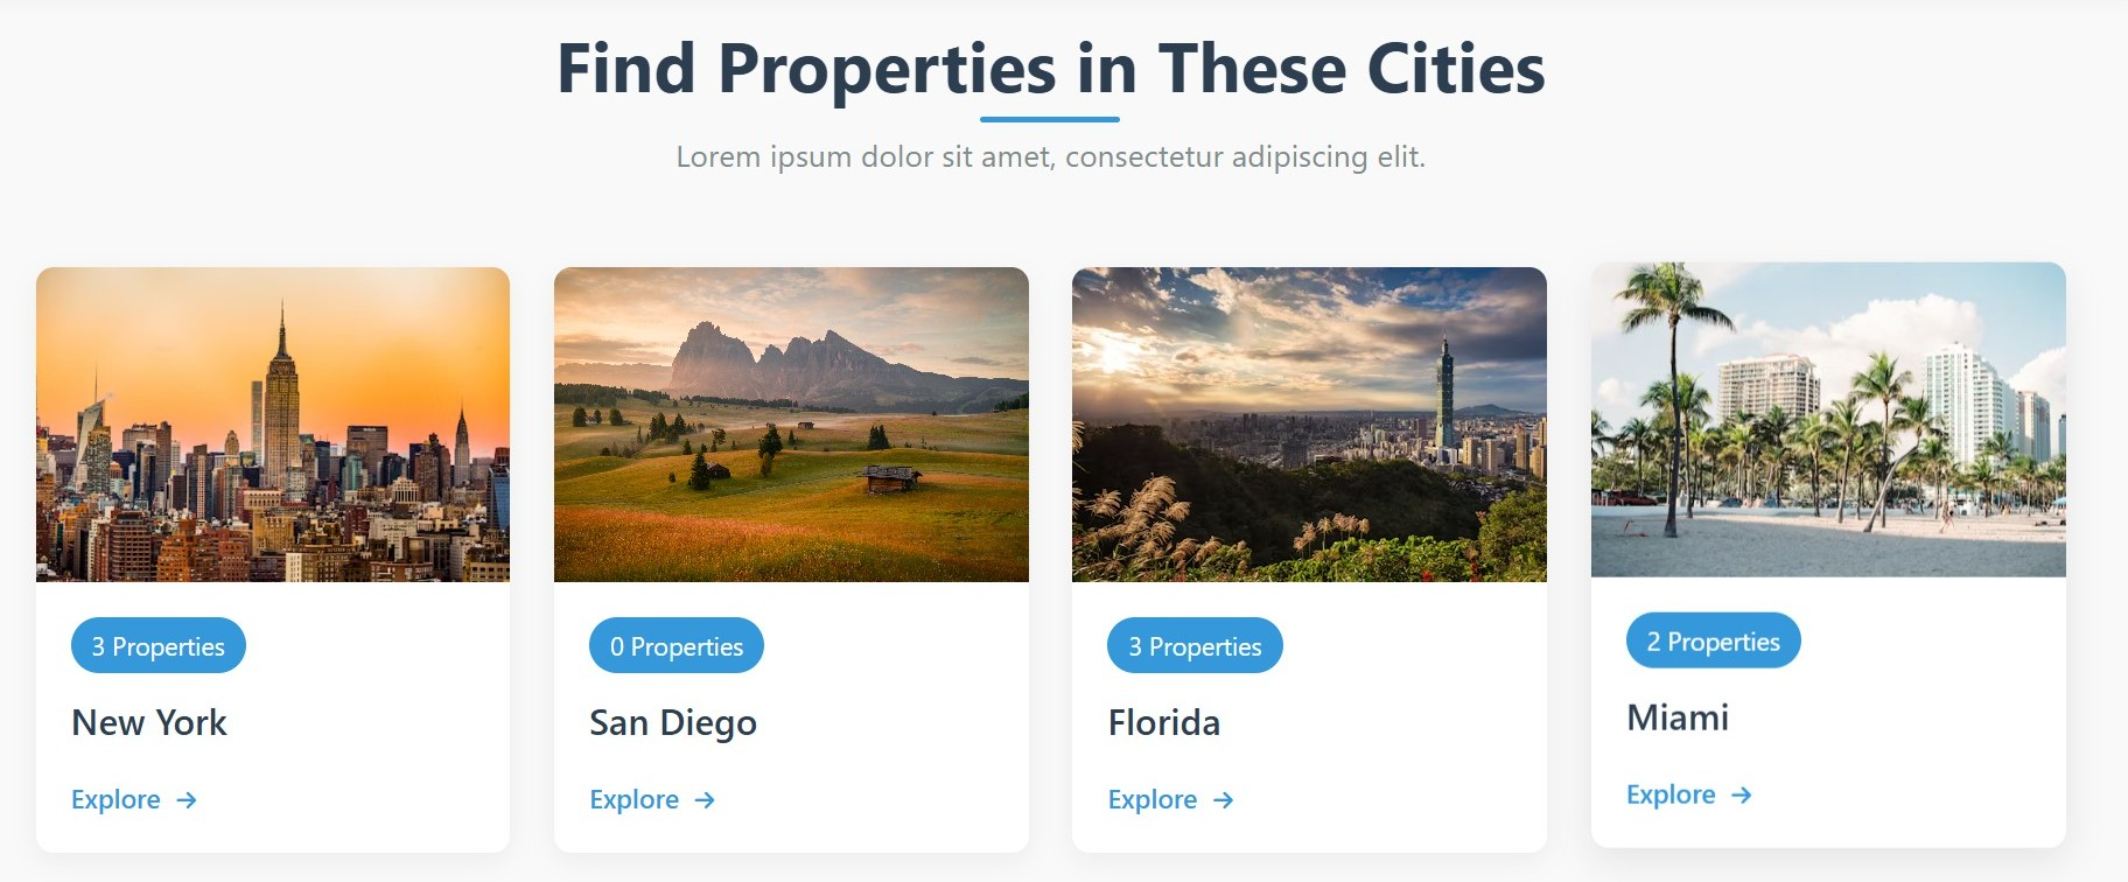 Find Properties in These Cities
Lorem ipsum dolor sit amet, consectetur adipiscing elit.
3 Properties
New York
Explore →
0 Properties
San Diego
Explore →
3 Properties
Florida
Explore →
2 Properties
Miami
Explore →